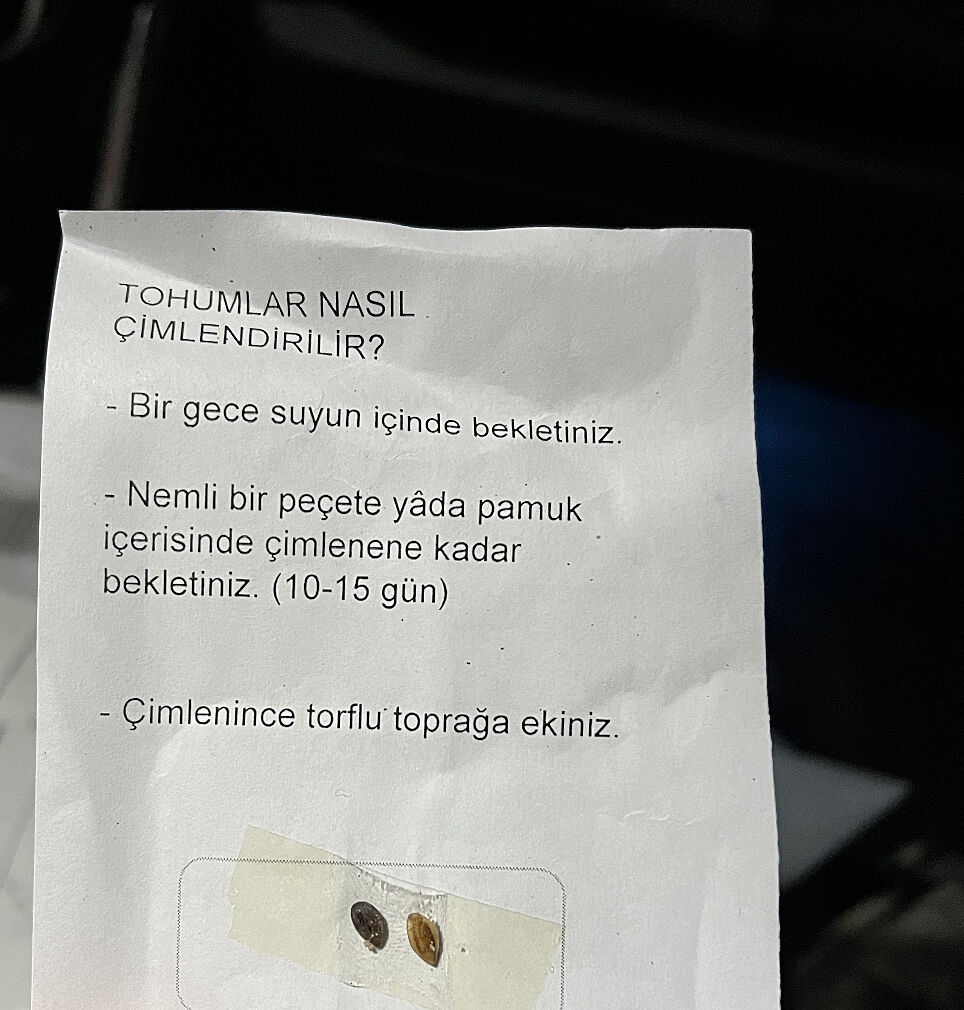 TOHUMLAR NASIL
ÇİMLENDİRİLİR?
- Bir gece suyun içinde bekletiniz.
- Nemli bir peçete yâda pamuk
içerisinde çimlenene kadar
bekletiniz. (10-15 gün)
- Çimlenince torflu toprağa ekiniz.